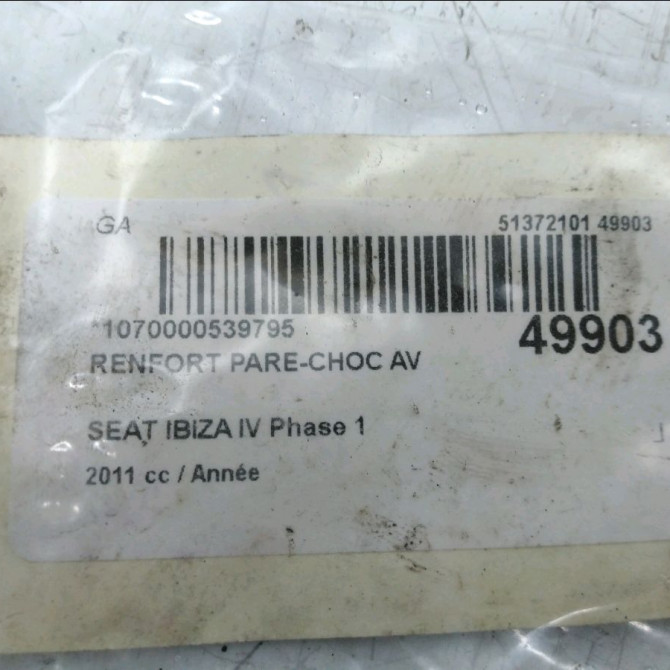 GA 51372101 49903
*1070000539795 49903
RENFORT PARE-CHOC AV
SEAT IBIZA IV Phase 1
2011 cc / Année